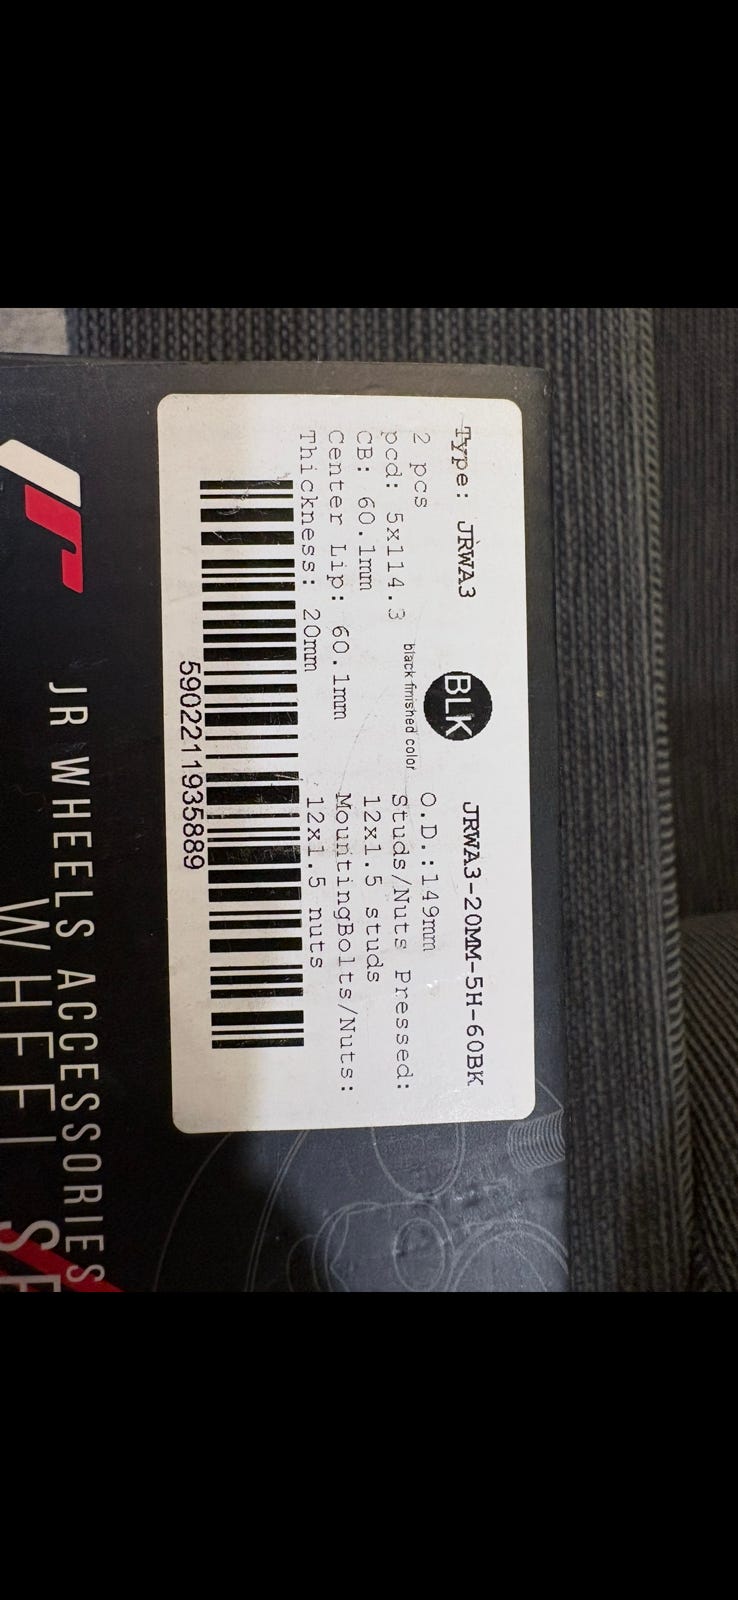 Type: JRWA3
JRWA3-20MM-5H-60BK
BLK
black finished color
2 pcs
pcd: 5x114.3
CB: 60.1mm
Center Lip: 60.1mm
Thickness: 20mm
O.D.:149mm
Studs/Nuts pressed:
12x1.5 studs
MountingBolts/Nuts:
12x1.5 nuts
5902211935889
JR WHEELS ACCESSORIES